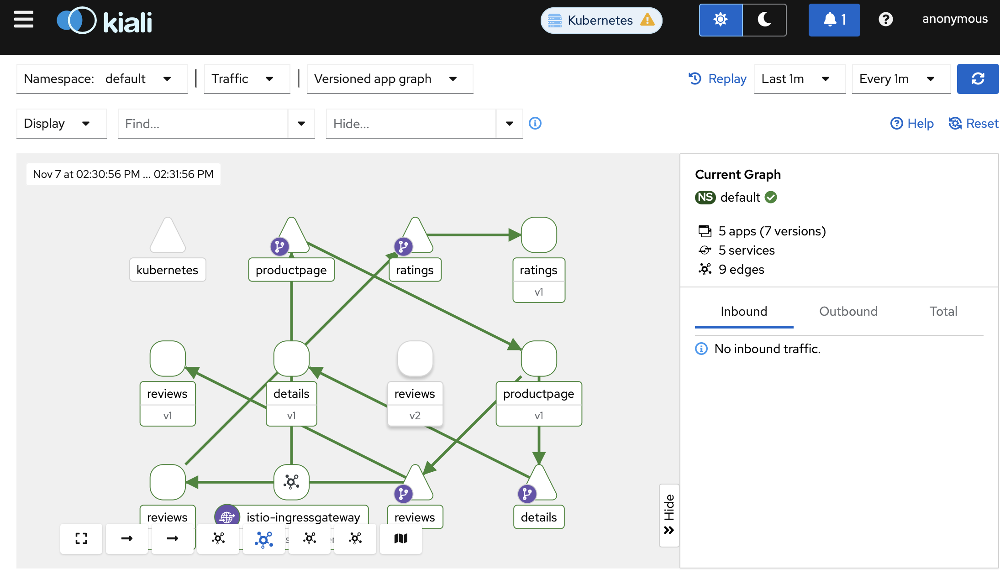 kiali
Kubernetes
1
anonymous
Namespace: default
Traffic
Versioned app graph
Replay
Last 1m
Every 1m
Display
Find...
Hide...
Help
Reset
Nov 7 at 02:30:56 PM ... 02:31:56 PM
kubernetes
productpage
ratings
ratings
v1
reviews
v1
details
v1
reviews
v2
productpage
v1
reviews
istio-ingressgateway
reviews
details
Hide
Current Graph
NS default
5 apps (7 versions)
5 services
9 edges
Inbound
Outbound
Total
No inbound traffic.